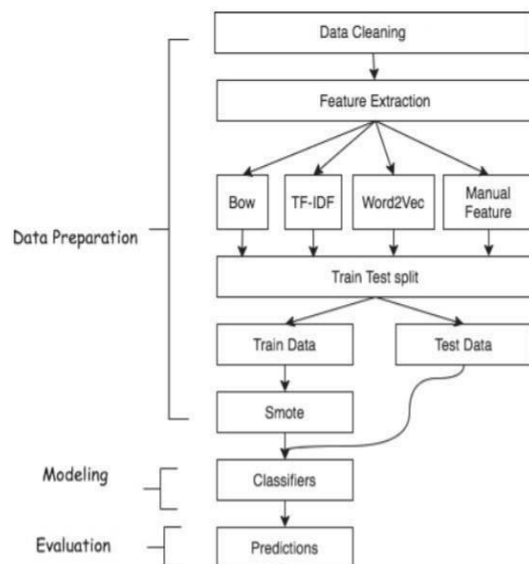 Data Cleaning
Feature Extraction
Bow
TF-IDF
Word2Vec
Manual
Feature
Data Preparation
Train Test split
Train Data
Test Data
Smote
Modeling
Classifiers
Evaluation
Predictions